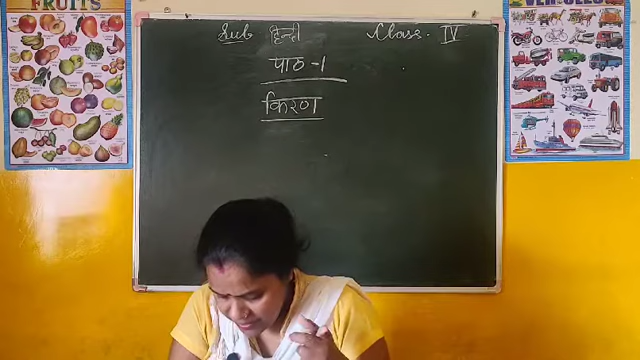 FRUITS
Sub हिन्दी Class. IV
पाठ -1
किरण
VEHICLES